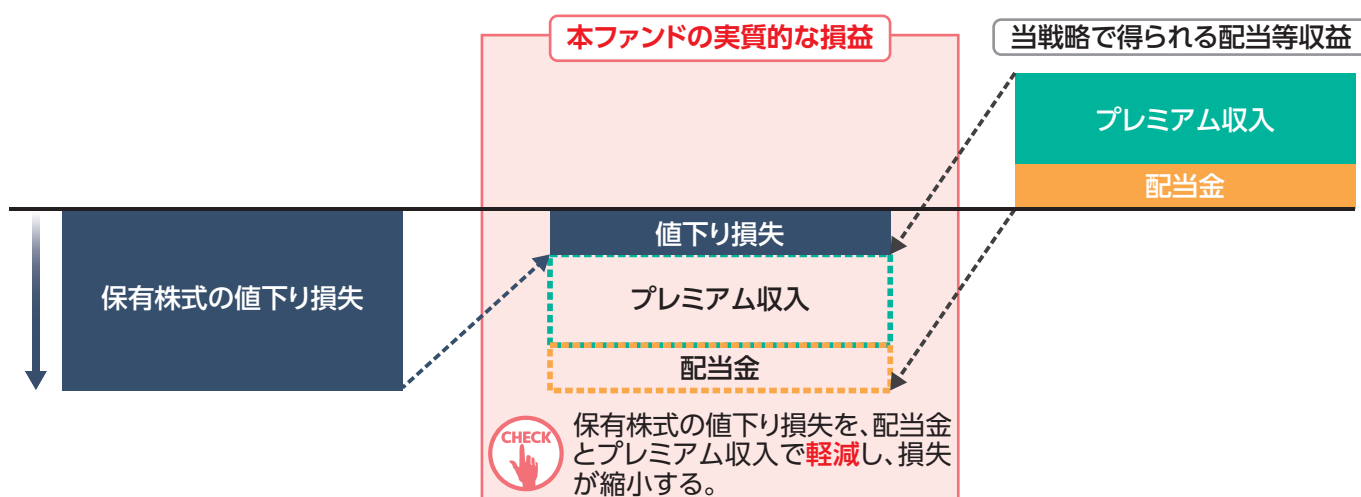 本ファンドの実質的な損益
当戦略で得られる配当等収益
プレミアム収入
配当金
保有株式の値下り損失
値下り損失
プレミアム収入
配当金
CHECK
保有株式の値下り損失を、配当金
とプレミアム収入で軽減し、損失
が縮小する。